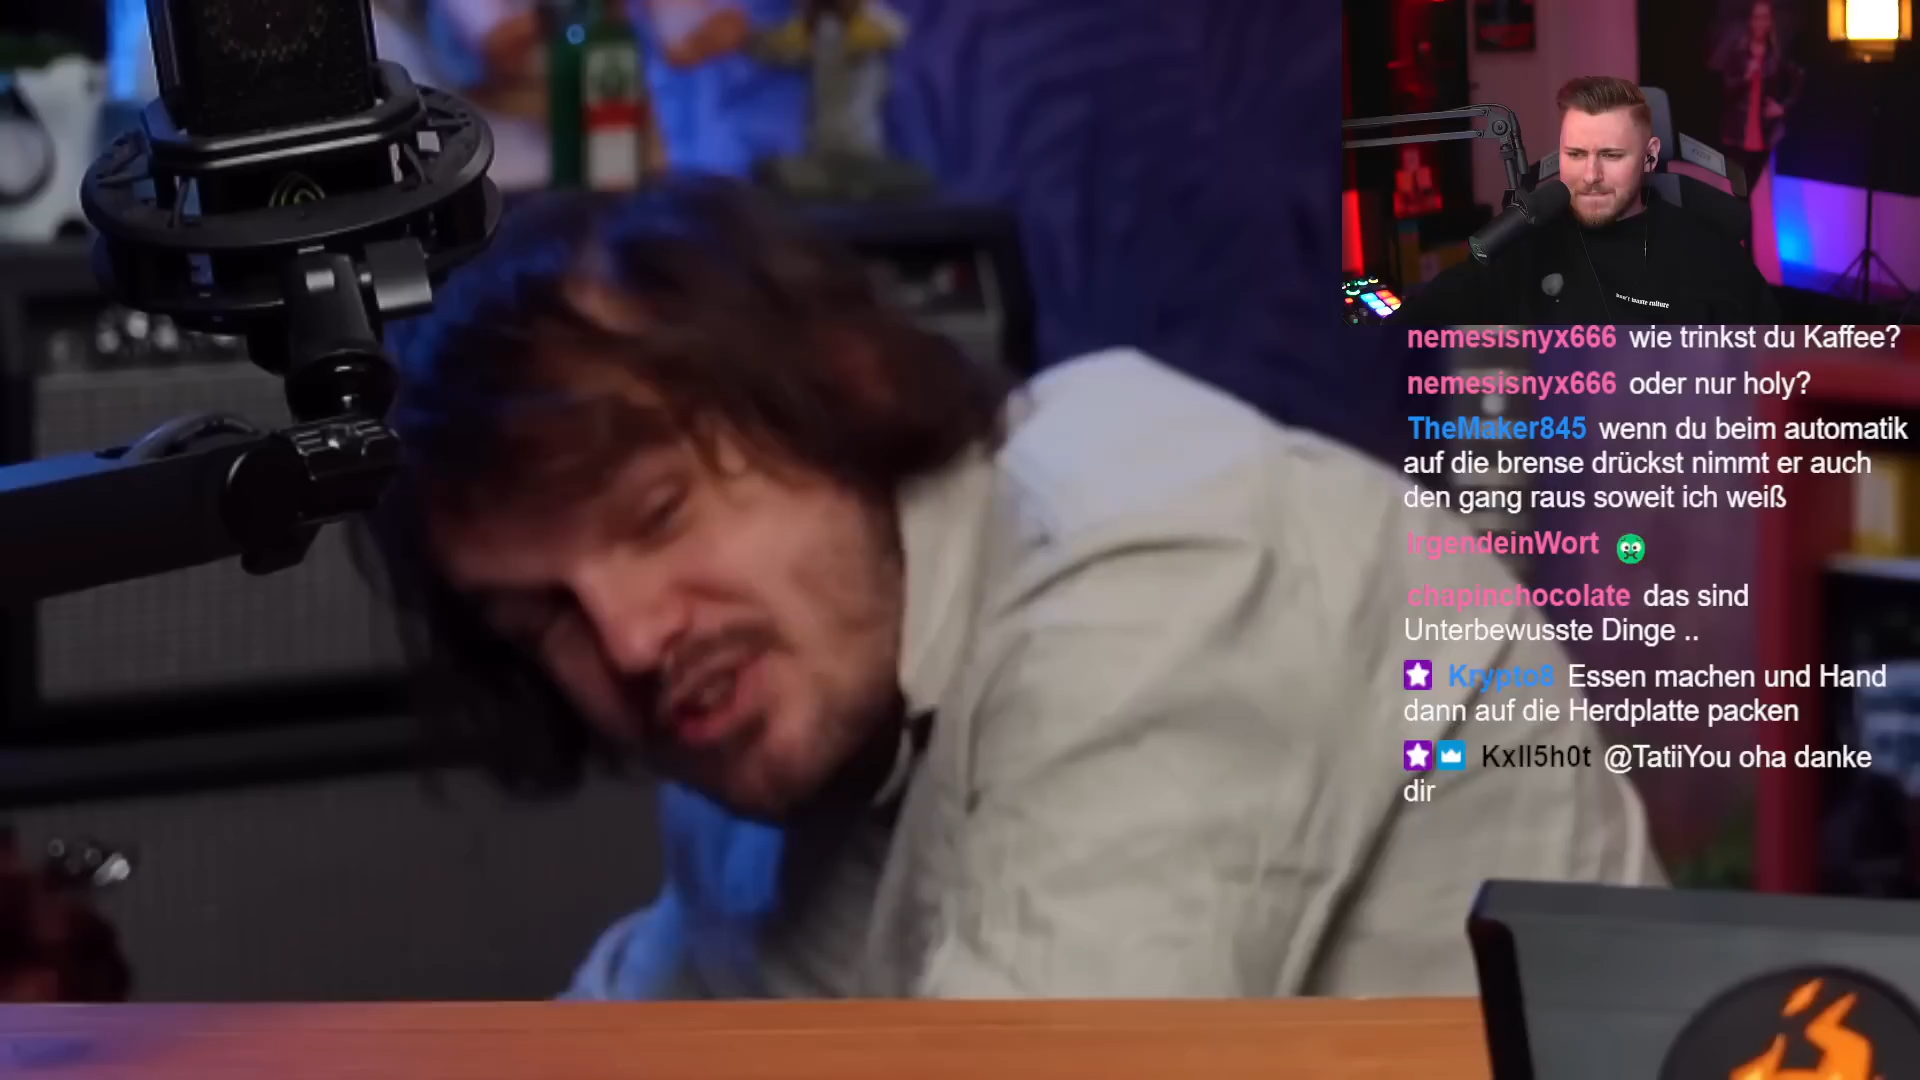 nemesisnyx666 wie trinkst du Kaffee?
nemesisnyx666 oder nur holy?
TheMaker845 wenn du beim automatik
auf die brense drückst nimmt er auch
den gang raus soweit ich weiß
IrgendeinWort
chapinchocolate das sind
Unterbewusste Dinge ..
Krypto8 Essen machen und Hand
dann auf die Herdplatte packen
KxIl5h0t @TatiiYou oha danke
dir